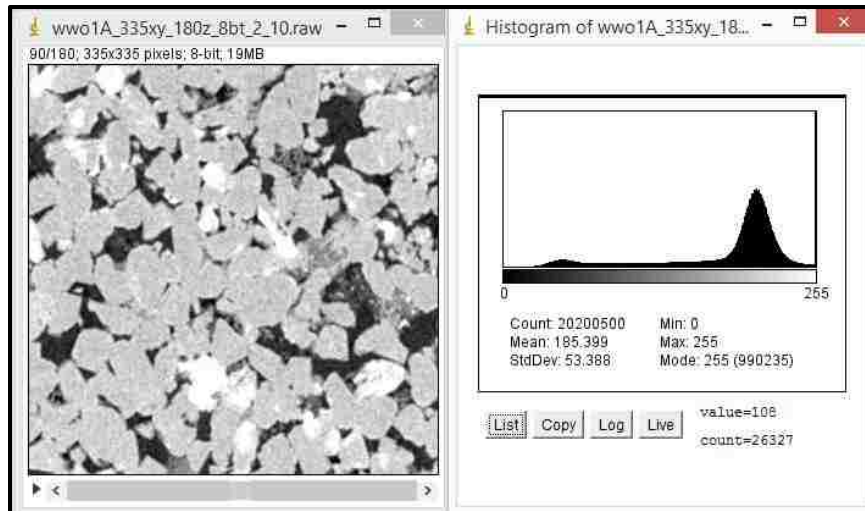 wwo1A_335xy_180z_8bt_2_10.raw
90/180; 335x335 pixels; 8-bit; 19MB
Histogram of wwo1A_335xy_18...
0 255
Count: 20200500 Min: 0
Mean: 185.399 Max: 255
StdDev: 53.388 Mode: 255 (990235)
List Copy Log Live
value=108
count=26327